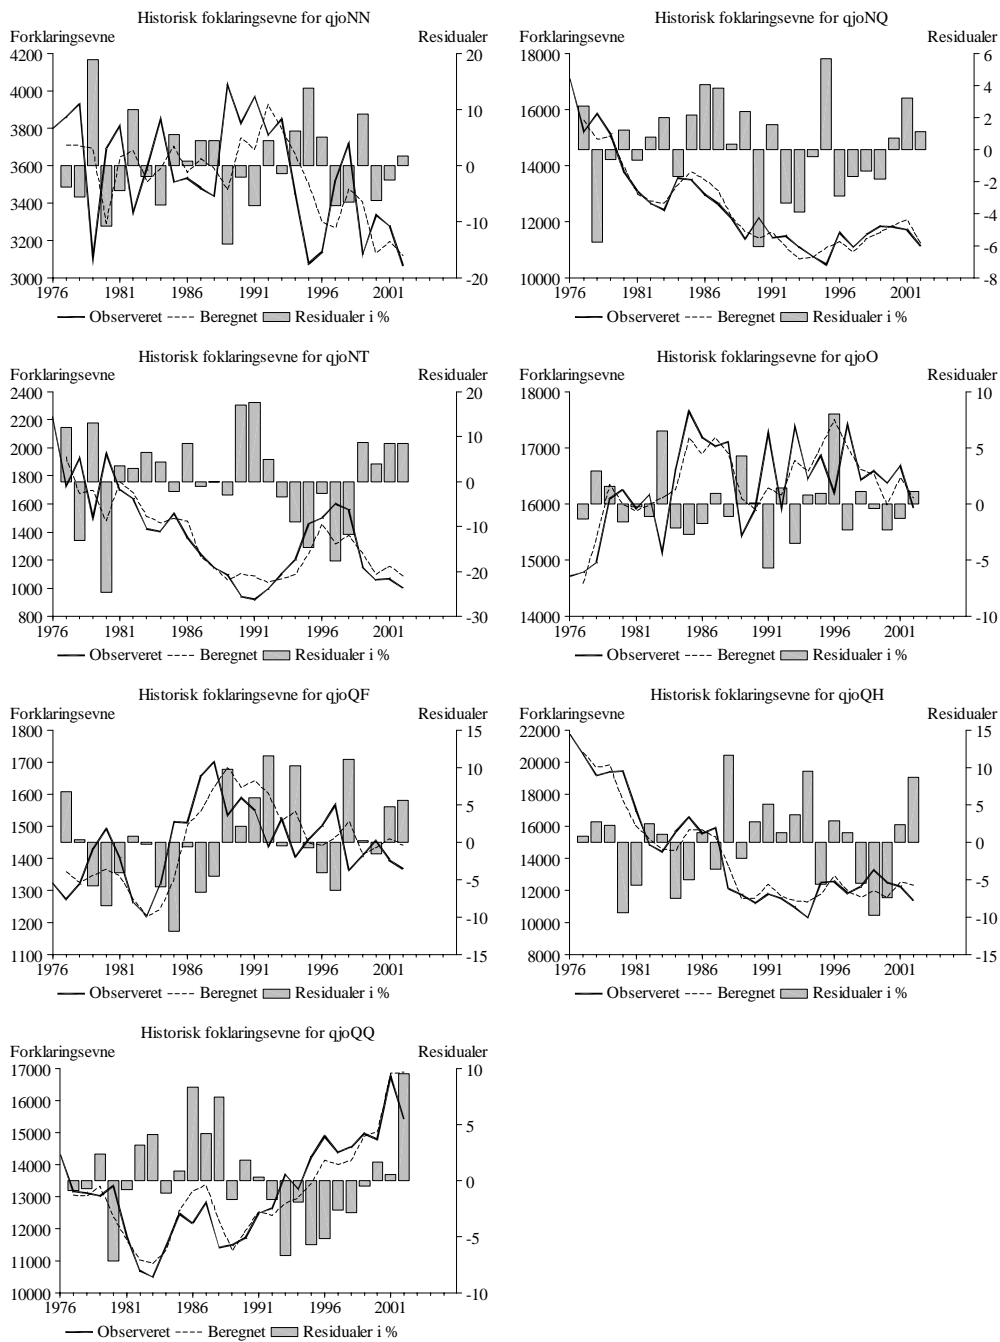 Historisk foklaringsevne for qjoNN
Forklaringsevne Residualer
4200 20
4000
3800 10
3600 0
3400
3200 -10
3000 -20
1976 1981 1986 1991 1996 2001
Observeret Beregnet Residualer i %
Historisk foklaringsevne for qjoNQ
Forklaringsevne Residualer
18000 6
16000 4
2
14000 0
-2
12000 -4
-6
10000 -8
1976 1981 1986 1991 1996 2001
Observeret Beregnet Residualer i %
Historisk foklaringsevne for qjoNT
Forklaringsevne Residualer
2400 20
2200
2000 10
1800
1600 0
1400 -10
1200
1000 -20
800 -30
1976 1981 1986 1991 1996 2001
Observeret Beregnet Residualer i %
Historisk foklaringsevne for qjoO
Forklaringsevne Residualer
18000 10
17000 5
16000 0
15000 -5
14000 -10
1976 1981 1986 1991 1996 2001
Observeret Beregnet Residualer i %
Historisk foklaringsevne for qjoQF
Forklaringsevne Residualer
1800 15
1700 10
1600 5
1500
1400 0
1300 -5
1200 -10
1100 -15
1976 1981 1986 1991 1996 2001
Observeret Beregnet Residualer i %
Historisk foklaringsevne for qjoQH
Forklaringsevne Residualer
22000 15
20000 10
18000 5
16000
14000 0
12000 -5
10000 -10
8000 -15
1976 1981 1986 1991 1996 2001
Observeret Beregnet Residualer i %
Historisk foklaringsevne for qjoQQ
Forklaringsevne Residualer
17000 10
16000
15000 5
14000
13000 0
12000 -5
11000
10000 -10
1976 1981 1986 1991 1996 2001
Observeret Beregnet Residualer i %